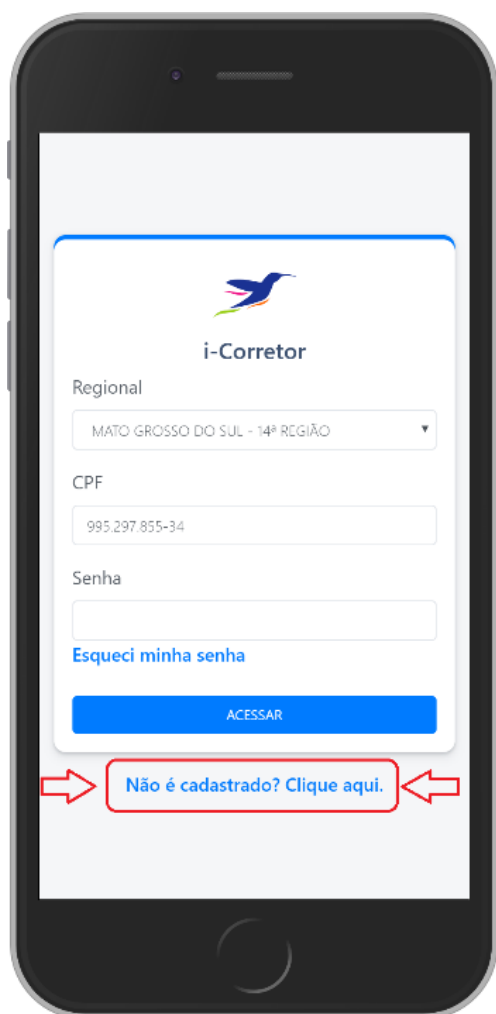 i-Corretor
Regional
MATO GROSSO DO SUL - 14ª REGIÃO
CPF
995.297.855-34
Senha
Esqueci minha senha
ACESSAR
Não é cadastrado? Clique aqui.